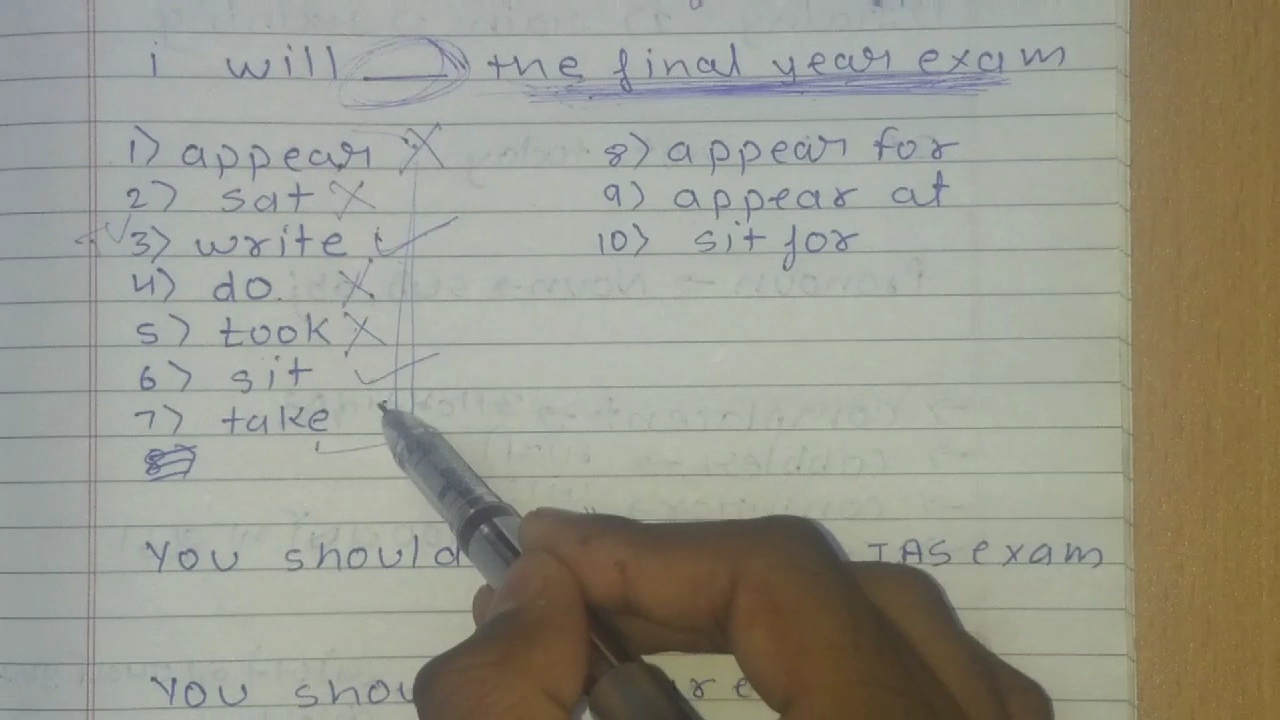 i will ___ the final year exam
1) appear X
2) sat X
3) write ✓
4) do. X
5) took X
6) sit ✓
7) take
8) appear for
9) appear at
10) sit for
You should IAS exam
You